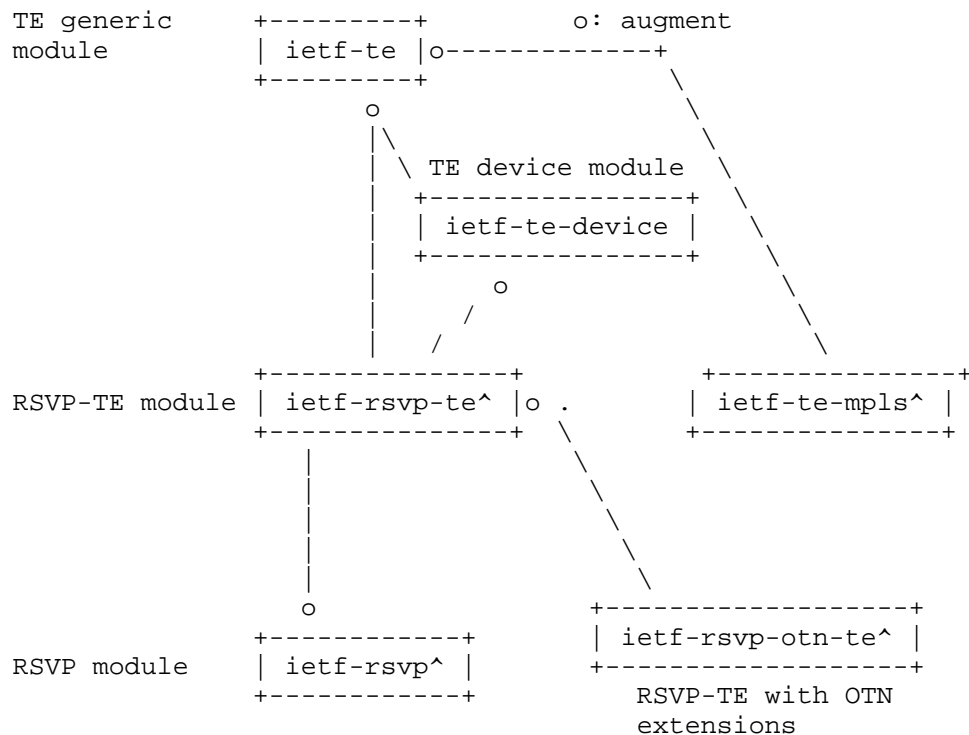 TE generic +---------+ o: augment
module | ietf-te |o-------------+
+---------+ \
o \
|\ \
| \ TE device module \
| +----------------+ \
| | ietf-te-device | \
| +----------------+ \
| o \
| / \
| / \
+---------------+ +---------------+
RSVP-TE module | ietf-rsvp-te^ |o . | ietf-te-mpls^ |
+---------------+ \ +---------------+
| \
| \
| \
| \
| \
o +-------------------+
+------------+ | ietf-rsvp-otn-te^ |
RSVP module | ietf-rsvp^ | +-------------------+
+------------+ RSVP-TE with OTN
extensions